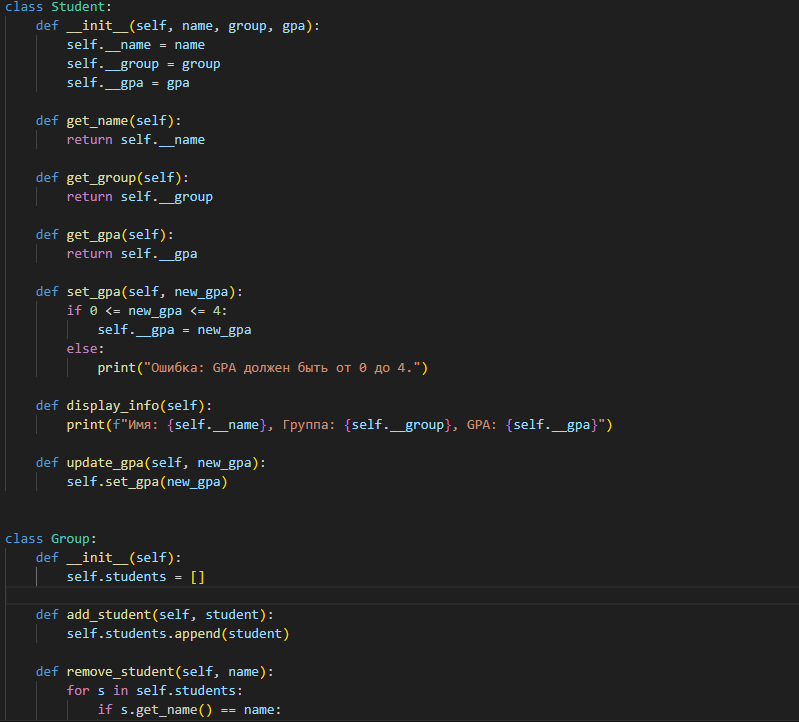 class Student:
    def __init__(self, name, group, gpa):
        self.__name = name
        self.__group = group
        self.__gpa = gpa

    def get_name(self):
        return self.__name

    def get_group(self):
        return self.__group

    def get_gpa(self):
        return self.__gpa

    def set_gpa(self, new_gpa):
        if 0 <= new_gpa <= 4:
            self.__gpa = new_gpa
        else:
            print("Ошибка: GPA должен быть от 0 до 4.")

    def display_info(self):
        print(f"Имя: {self.__name}, Группа: {self.__group}, GPA: {self.__gpa}")

    def update_gpa(self, new_gpa):
        self.set_gpa(new_gpa)


class Group:
    def __init__(self):
        self.students = []

    def add_student(self, student):
        self.students.append(student)

    def remove_student(self, name):
        for s in self.students:
            if s.get_name() == name: